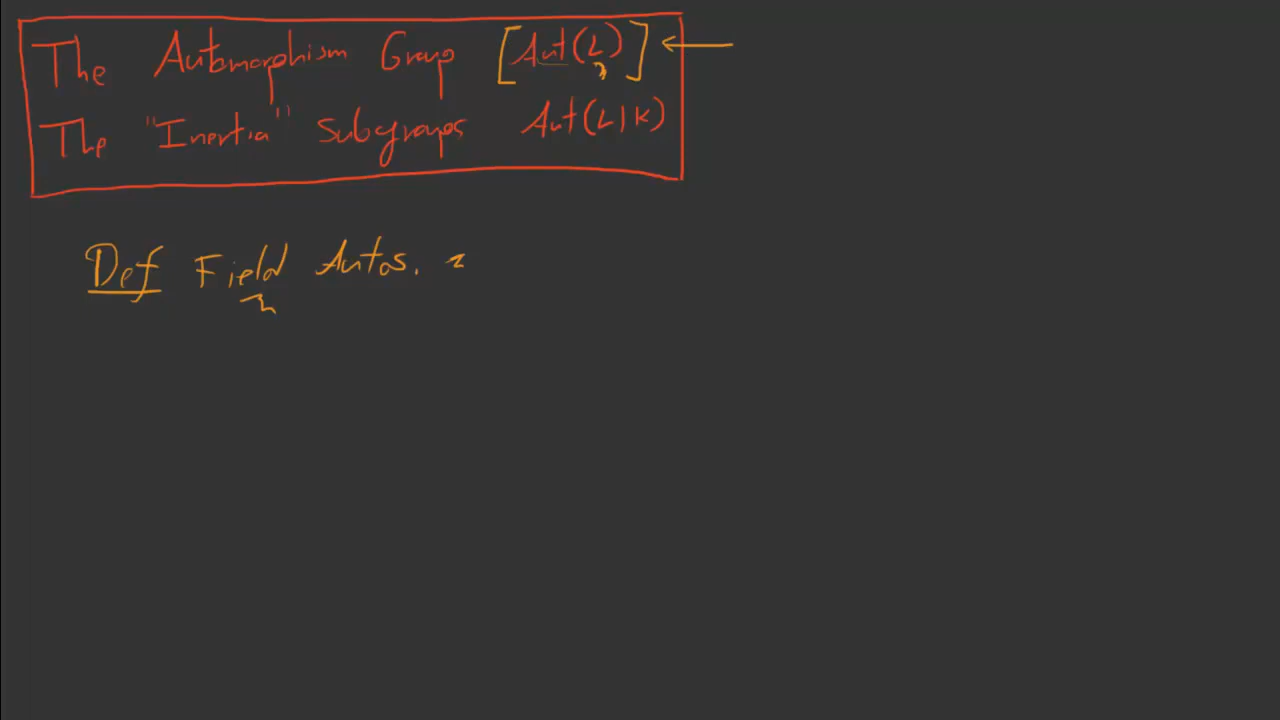 The Automorphism Group [Aut(L)] ←
The "Inertia" Subgroups Aut(L|K)
Def Field Autos.